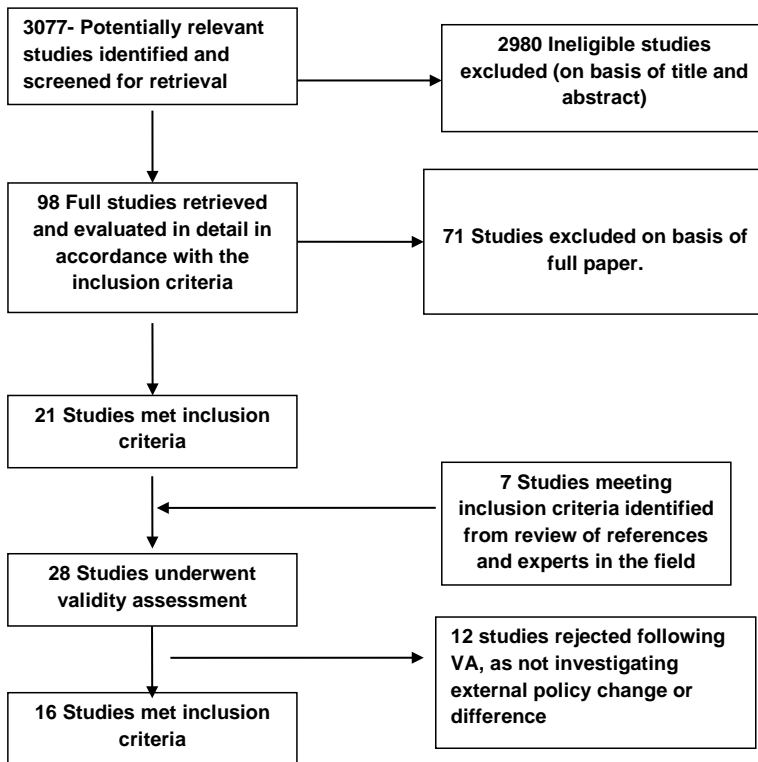 3077- Potentially relevant
studies identified and
screened for retrieval
2980 Ineligible studies
excluded (on basis of title and
abstract)
98 Full studies retrieved
and evaluated in detail in
accordance with the
inclusion criteria
71 Studies excluded on basis of
full paper.
21 Studies met inclusion
criteria
7 Studies meeting
inclusion criteria identified
from review of references
and experts in the field
28 Studies underwent
validity assessment
12 studies rejected following
VA, as not investigating
external policy change or
difference
16 Studies met inclusion
criteria